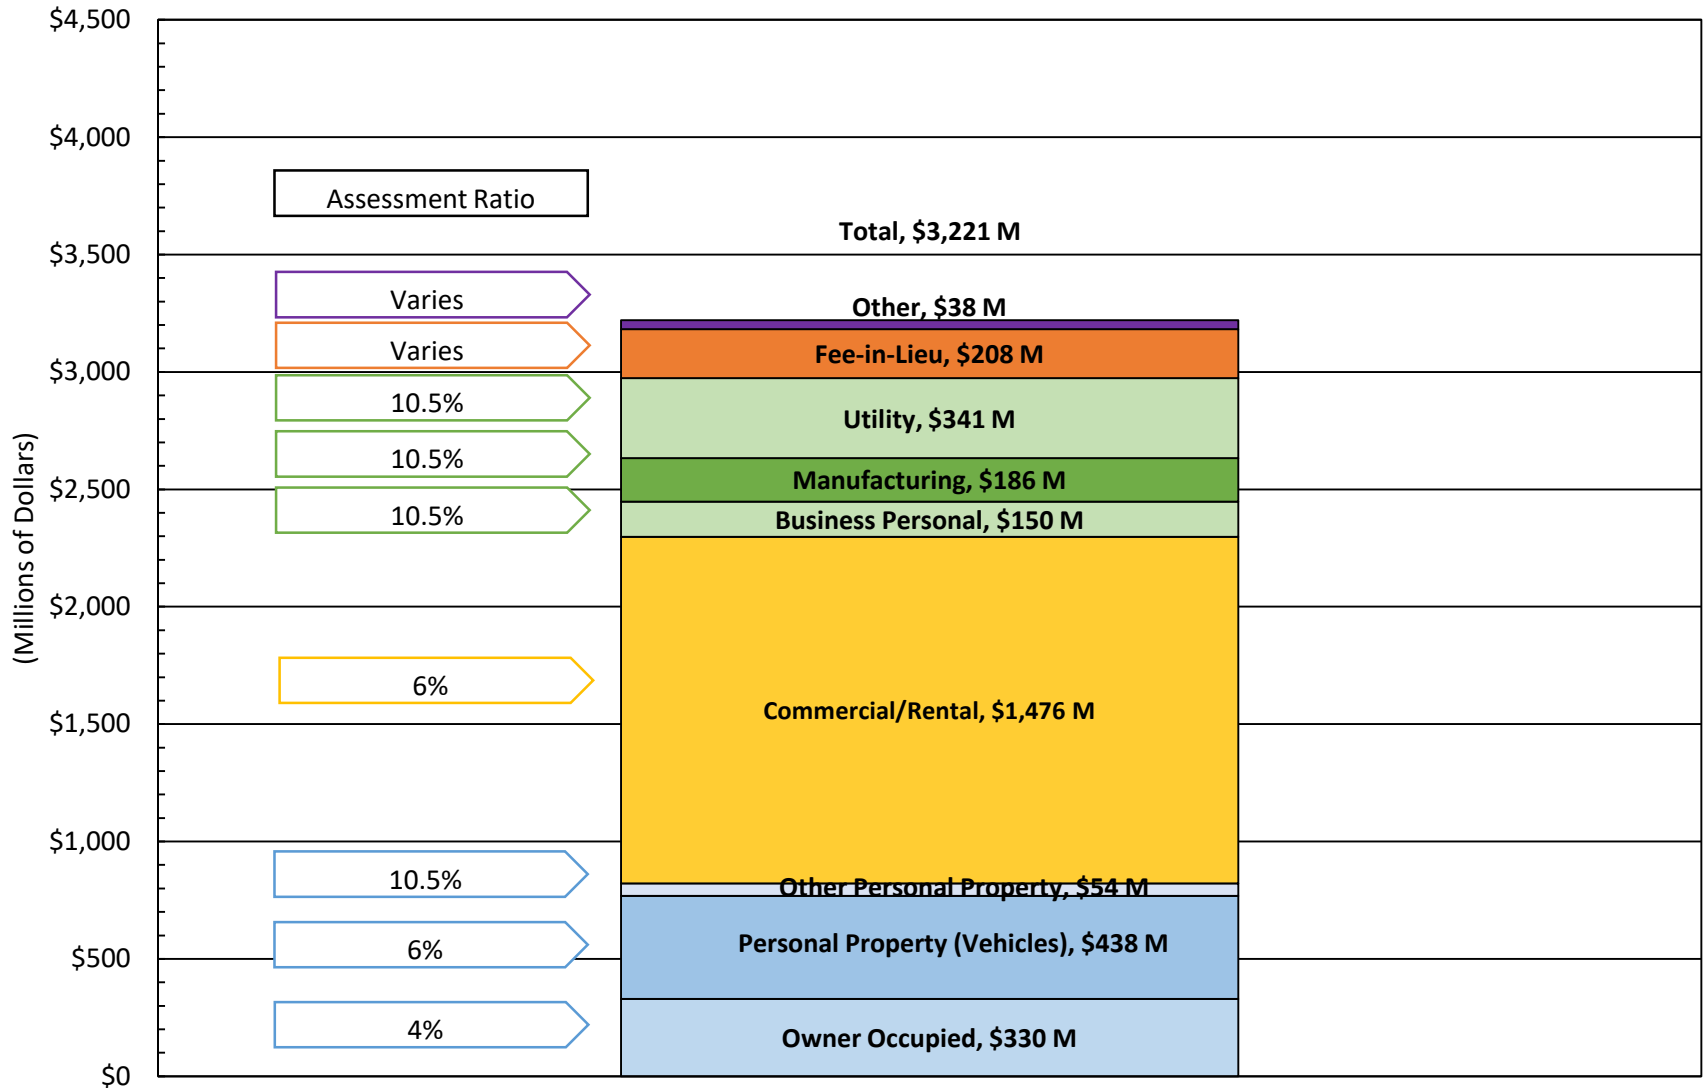 $4,500
$4,000
Assessment Ratio
Total, $3,221 M
$3,500
Varies
Other, $38 M
Varies
Fee-in-Lieu, $208 M
$3,000
10.5%
Utility, $341 M
10.5%
Manufacturing, $186 M
$2,500
10.5%
Business Personal, $150 M
(Millions of Dollars)
$2,000
6%
Commercial/Rental, $1,476 M
$1,500
$1,000
10.5%
Other Personal Property, $54 M
6%
Personal Property (Vehicles), $438 M
$500
4%
Owner Occupied, $330 M
$0